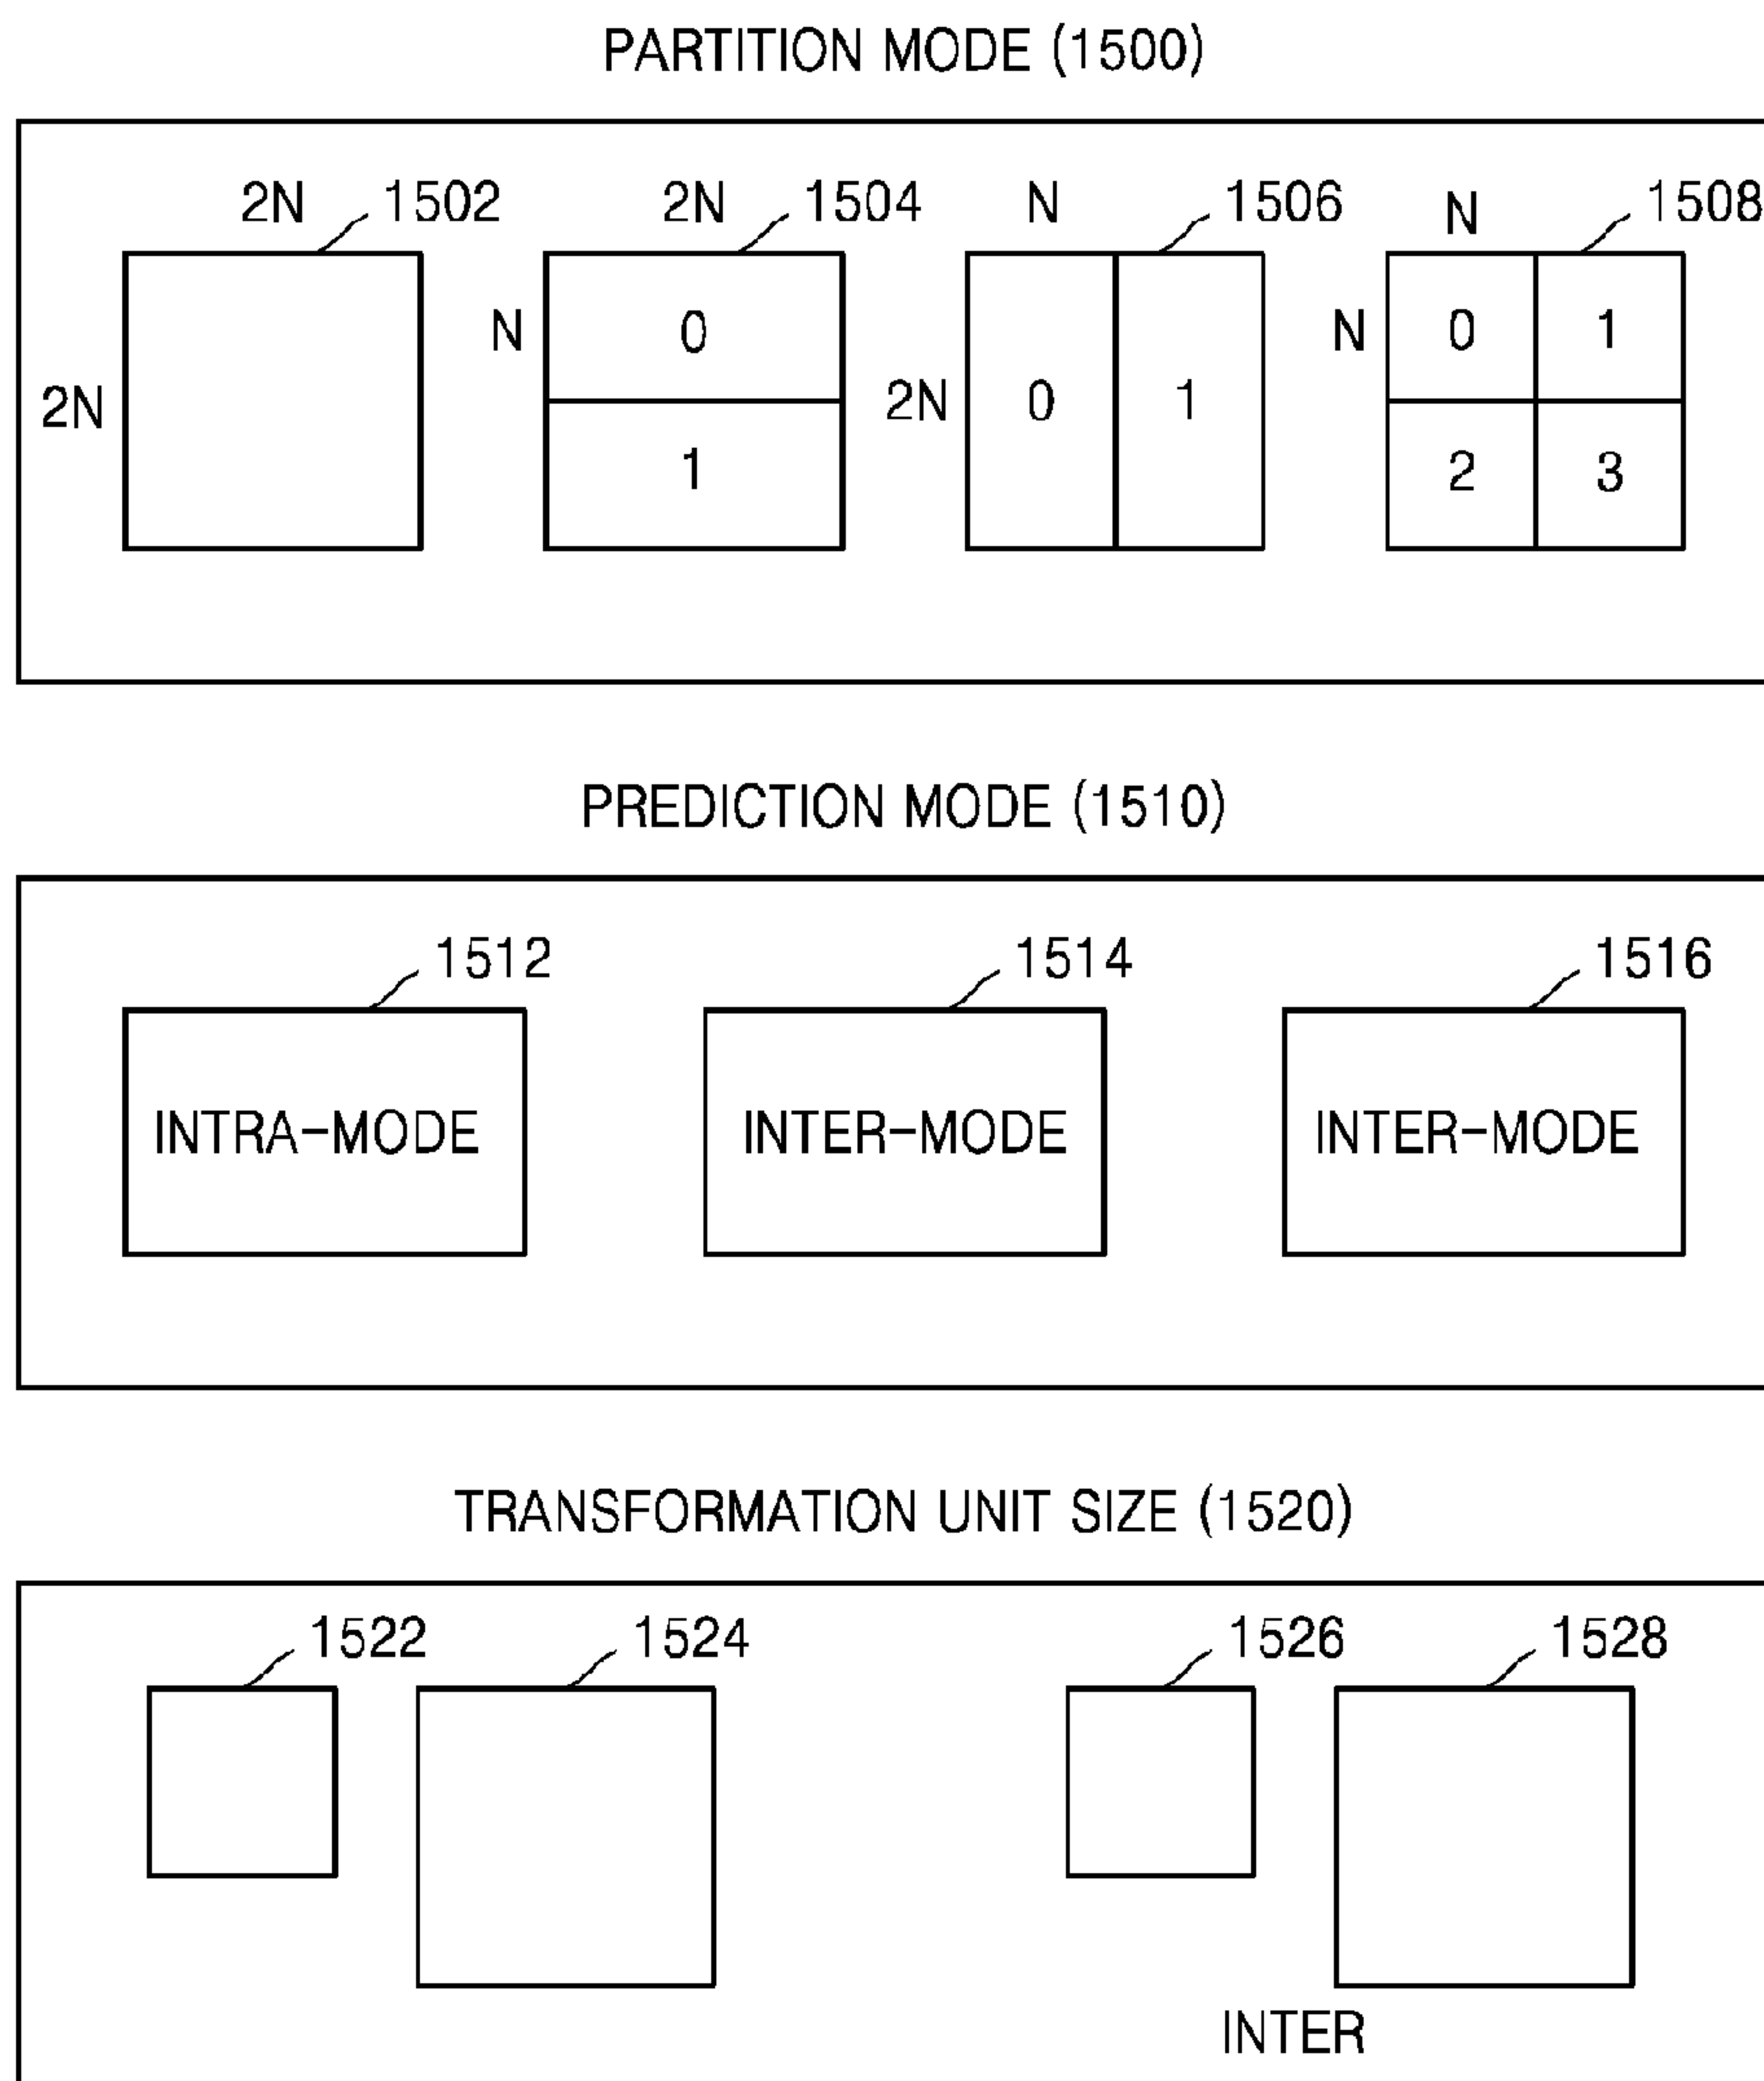 PARTITION MODE (1500)
2N 1502 2N 1504 N 1506 N 1508
N 0 N 0 1
2N 2N 0 1
1 2 3
PREDICTION MODE (1510)
1512 1514 1516
INTRA-MODE INTER-MODE INTER-MODE
TRANSFORMATION UNIT SIZE (1520)
1522 1524 1526 1528
INTER